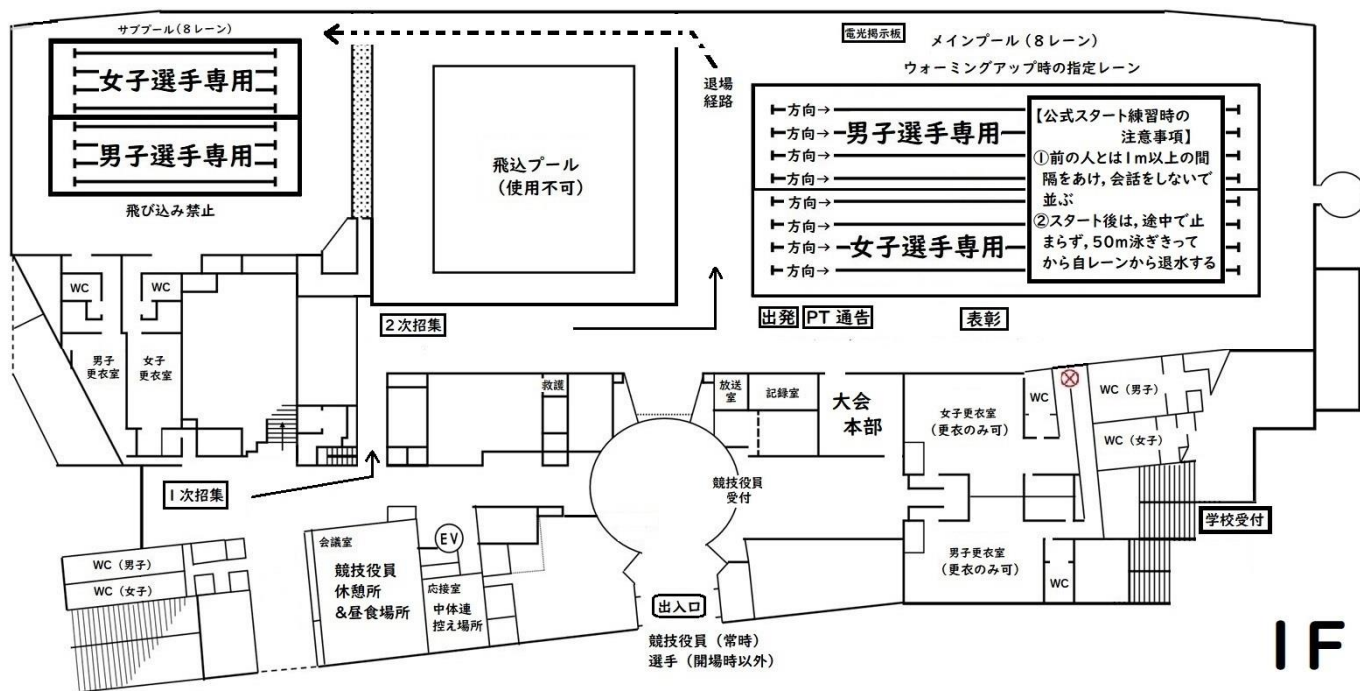 サブプール(8レーン)
女子選手専用
男子選手専用
飛び込み禁止
退場
経路
飛込プール
(使用不可)
電光掲示板
メインプール(8レーン)
ウォーミングアップ時の指定レーン
方向→
方向→
方向→
方向→
男子選手専用
方向→
方向→
方向→
方向→
女子選手専用
【公式スタート練習時の
注意事項】
①前の人とは1m以上の間
隔をあけ,会話をしないで
並ぶ
②スタート後は,途中で止
まらず,50m泳ぎきって
から自レーンから退水する
2次招集
出発
PT 通告
表彰
WC
WC
男子
更衣室
女子
更衣室
救護
放送
室
記録室
大会
本部
女子更衣室
(更衣のみ可)
WC
WC(男子)
WC(女子)
1次招集
競技役員
受付
学校受付
男子更衣室
(更衣のみ可)
WC
WC(男子)
WC(女子)
会議室
競技役員
休憩所
&昼食場所
EV
応接室
中体連
控え場所
出入口
競技役員(常時)
選手(開場時以外)
1F